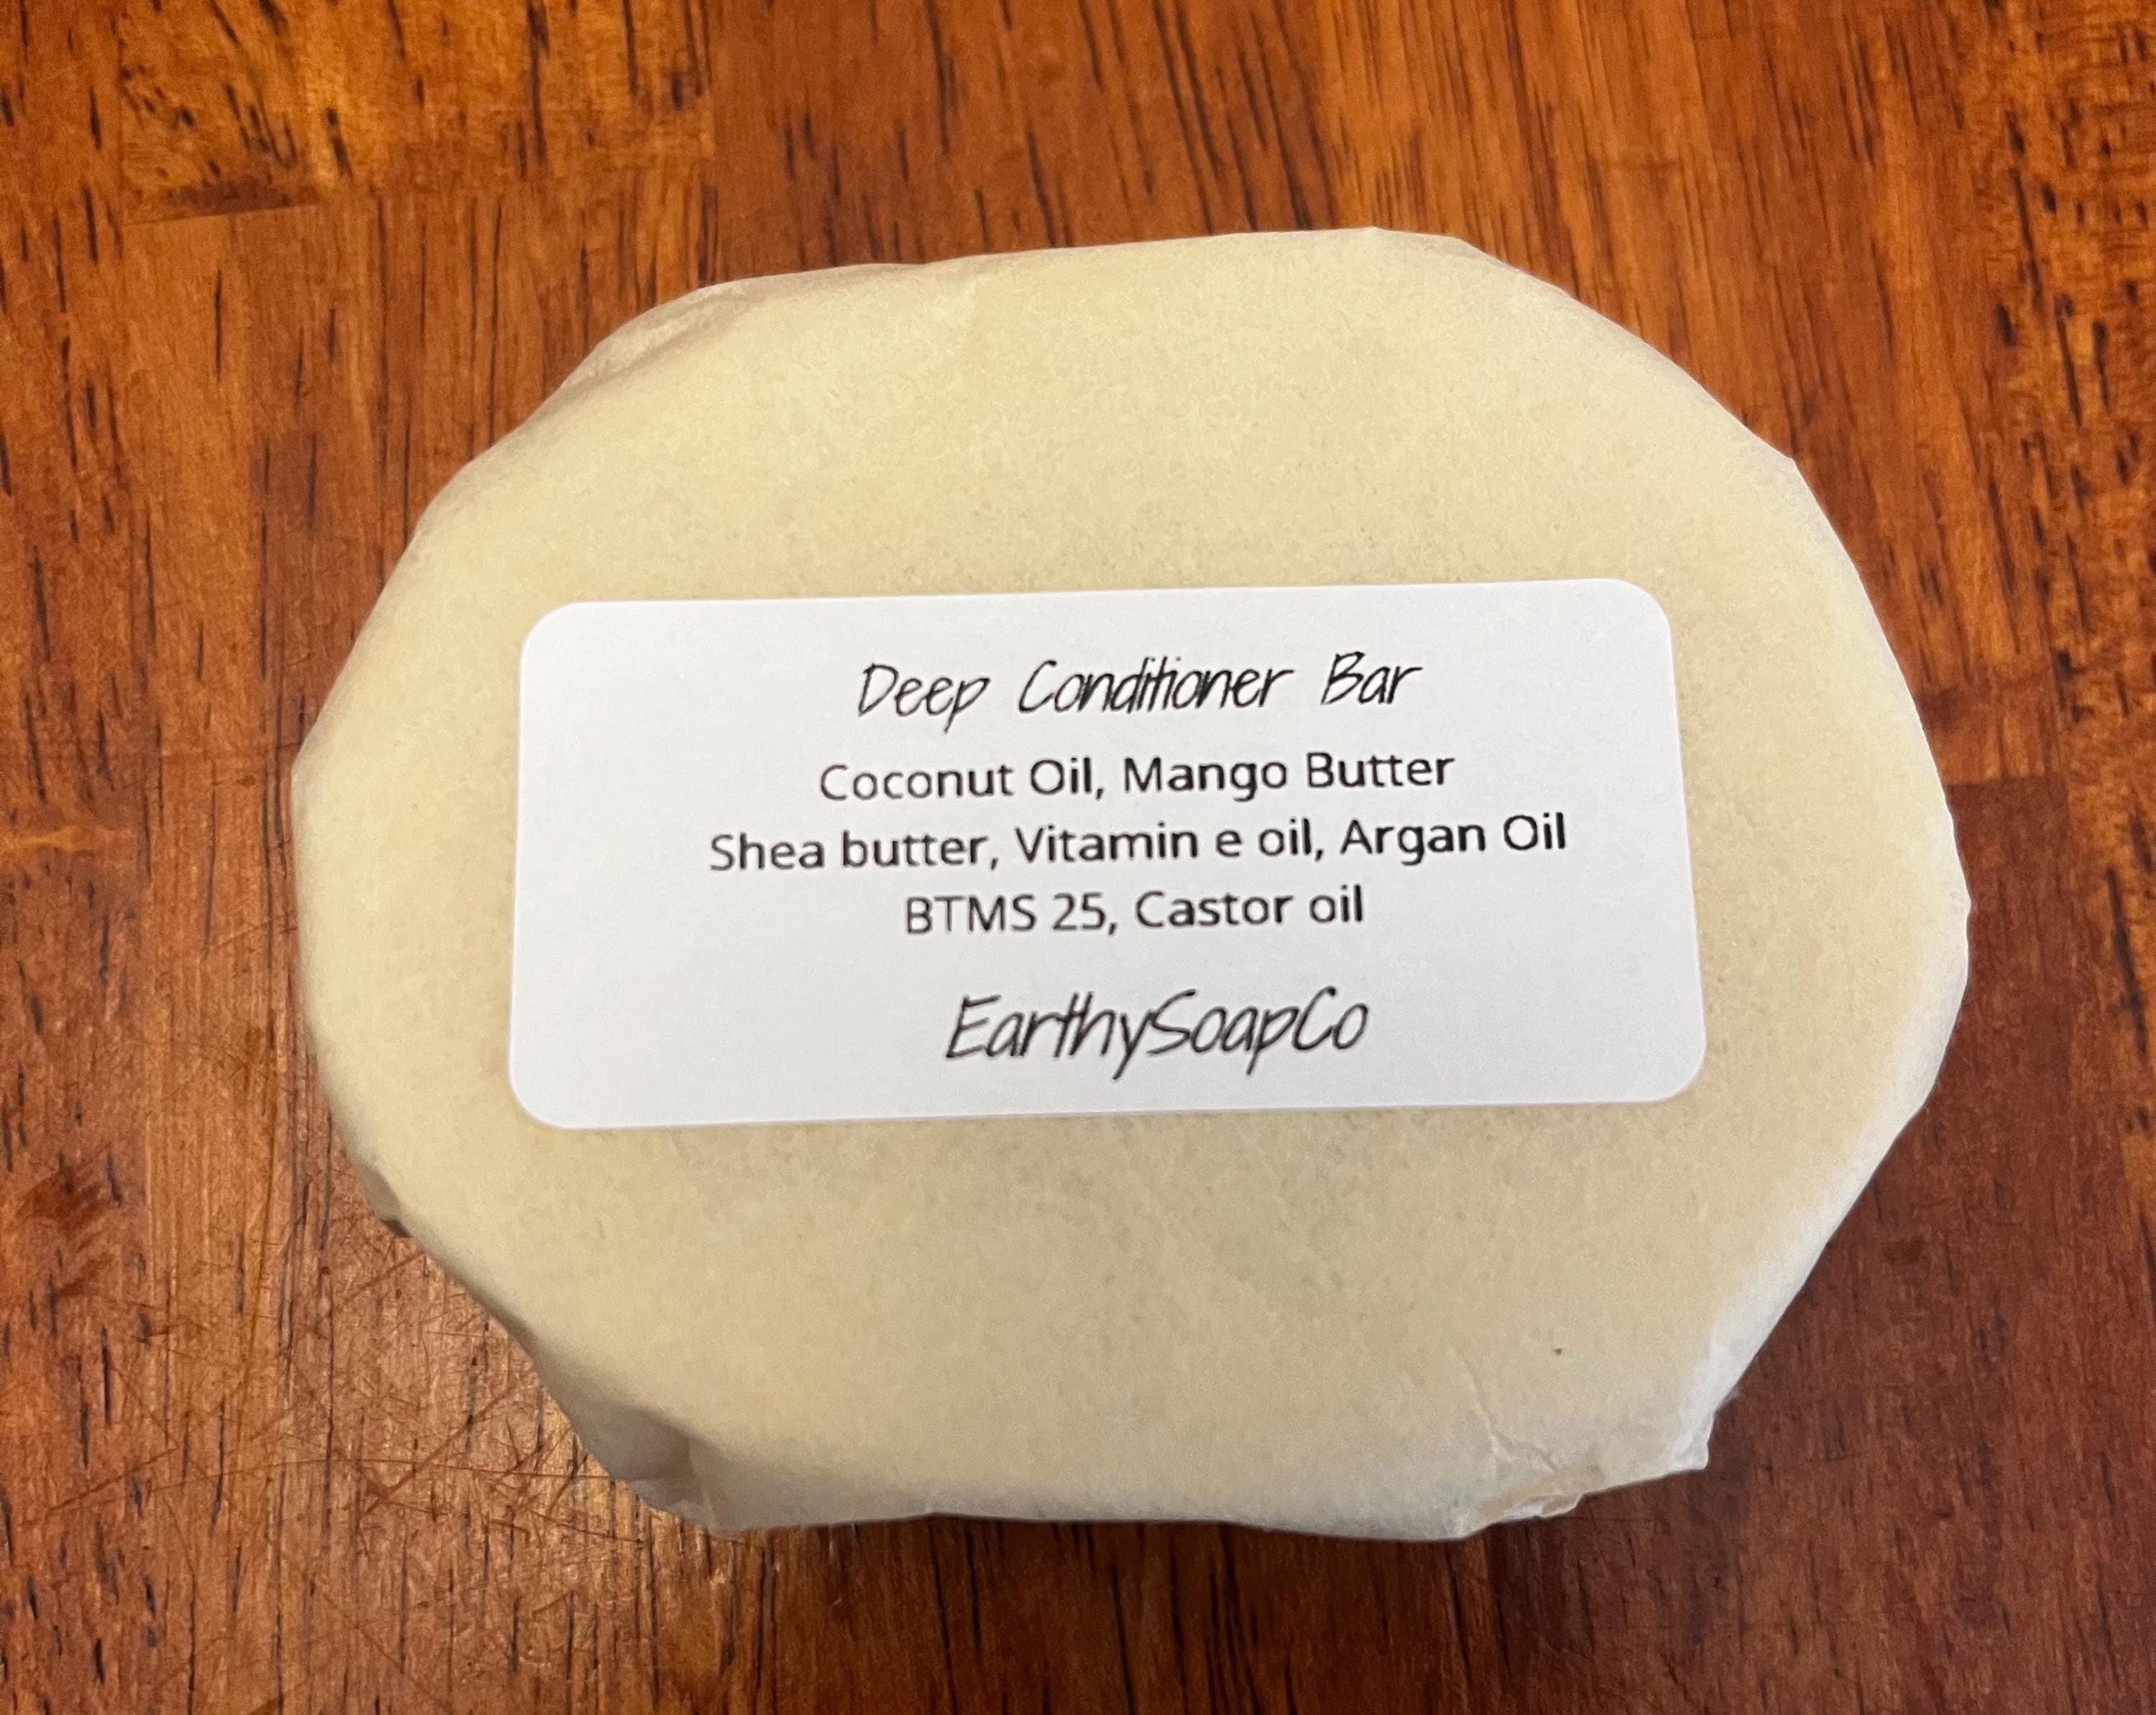 Deep Conditioner Bar
Coconut Oil, Mango Butter
Shea butter, Vitamin e oil, Argan Oil
BTMS 25, Castor oil
EarthySoapCo